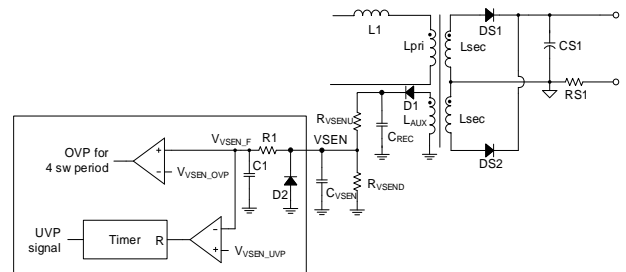 L1
Lpri
Lsec
DS1
CS1
RS1
D1
LAUX
Lsec
DS2
RVSENU
CREC
VSEN
RVSEND
CVSEN
VVSEN_F
R1
C1
D2
OVP for
4 sw period
+
-
VVSEN_OVP
UVP
signal
Timer
R
-
+
VVSEN_UVP
+